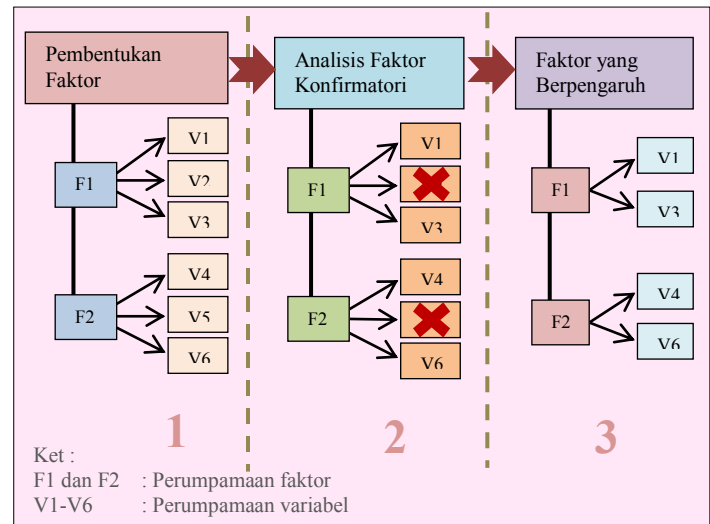 Pembentukan
Faktor
Analisis Faktor
Konfirmatori
Faktor yang
Berpengaruh
F1
V1
V2
V3
F2
V4
V5
V6
F1
V1
V3
F2
V4
V6
F1
V1
V3
F2
V4
V6
1
2
3
Ket :
F1 dan F2 : Perumpamaan faktor
V1-V6 : Perumpamaan variabel